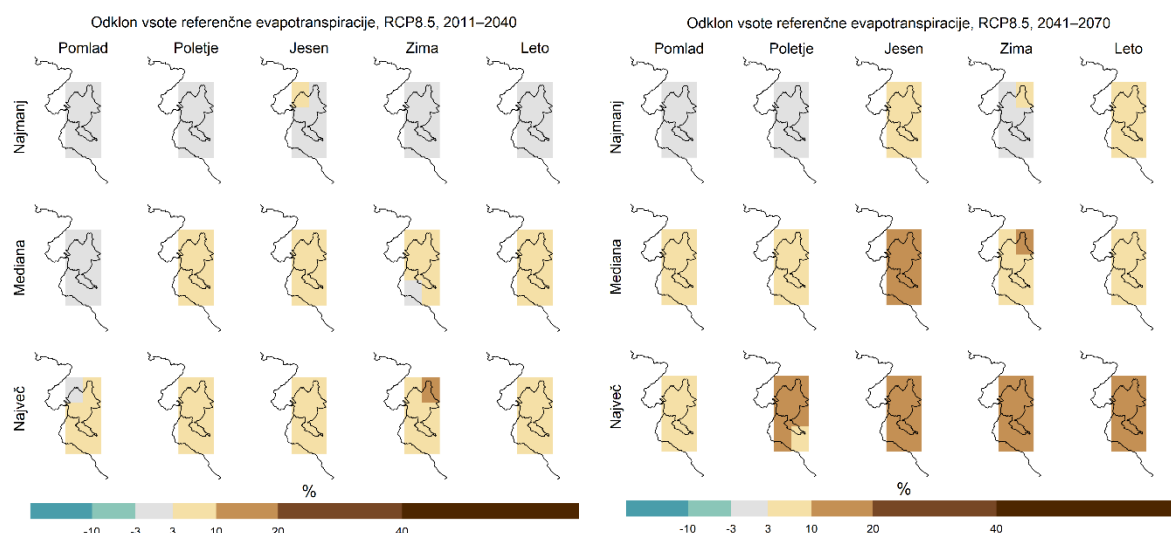 Odklon vsote referenčne evapotranspiracije, RCP8.5, 2011–2040
Pomlad Poletje Jesen Zima Leto
Najmanj
Mediana
Največ
%
-10 -3 3 10 20 40
Odklon vsote referenčne evapotranspiracije, RCP8.5, 2041–2070
Pomlad Poletje Jesen Zima Leto
Najmanj
Mediana
Največ
%
-10 -3 3 10 20 40